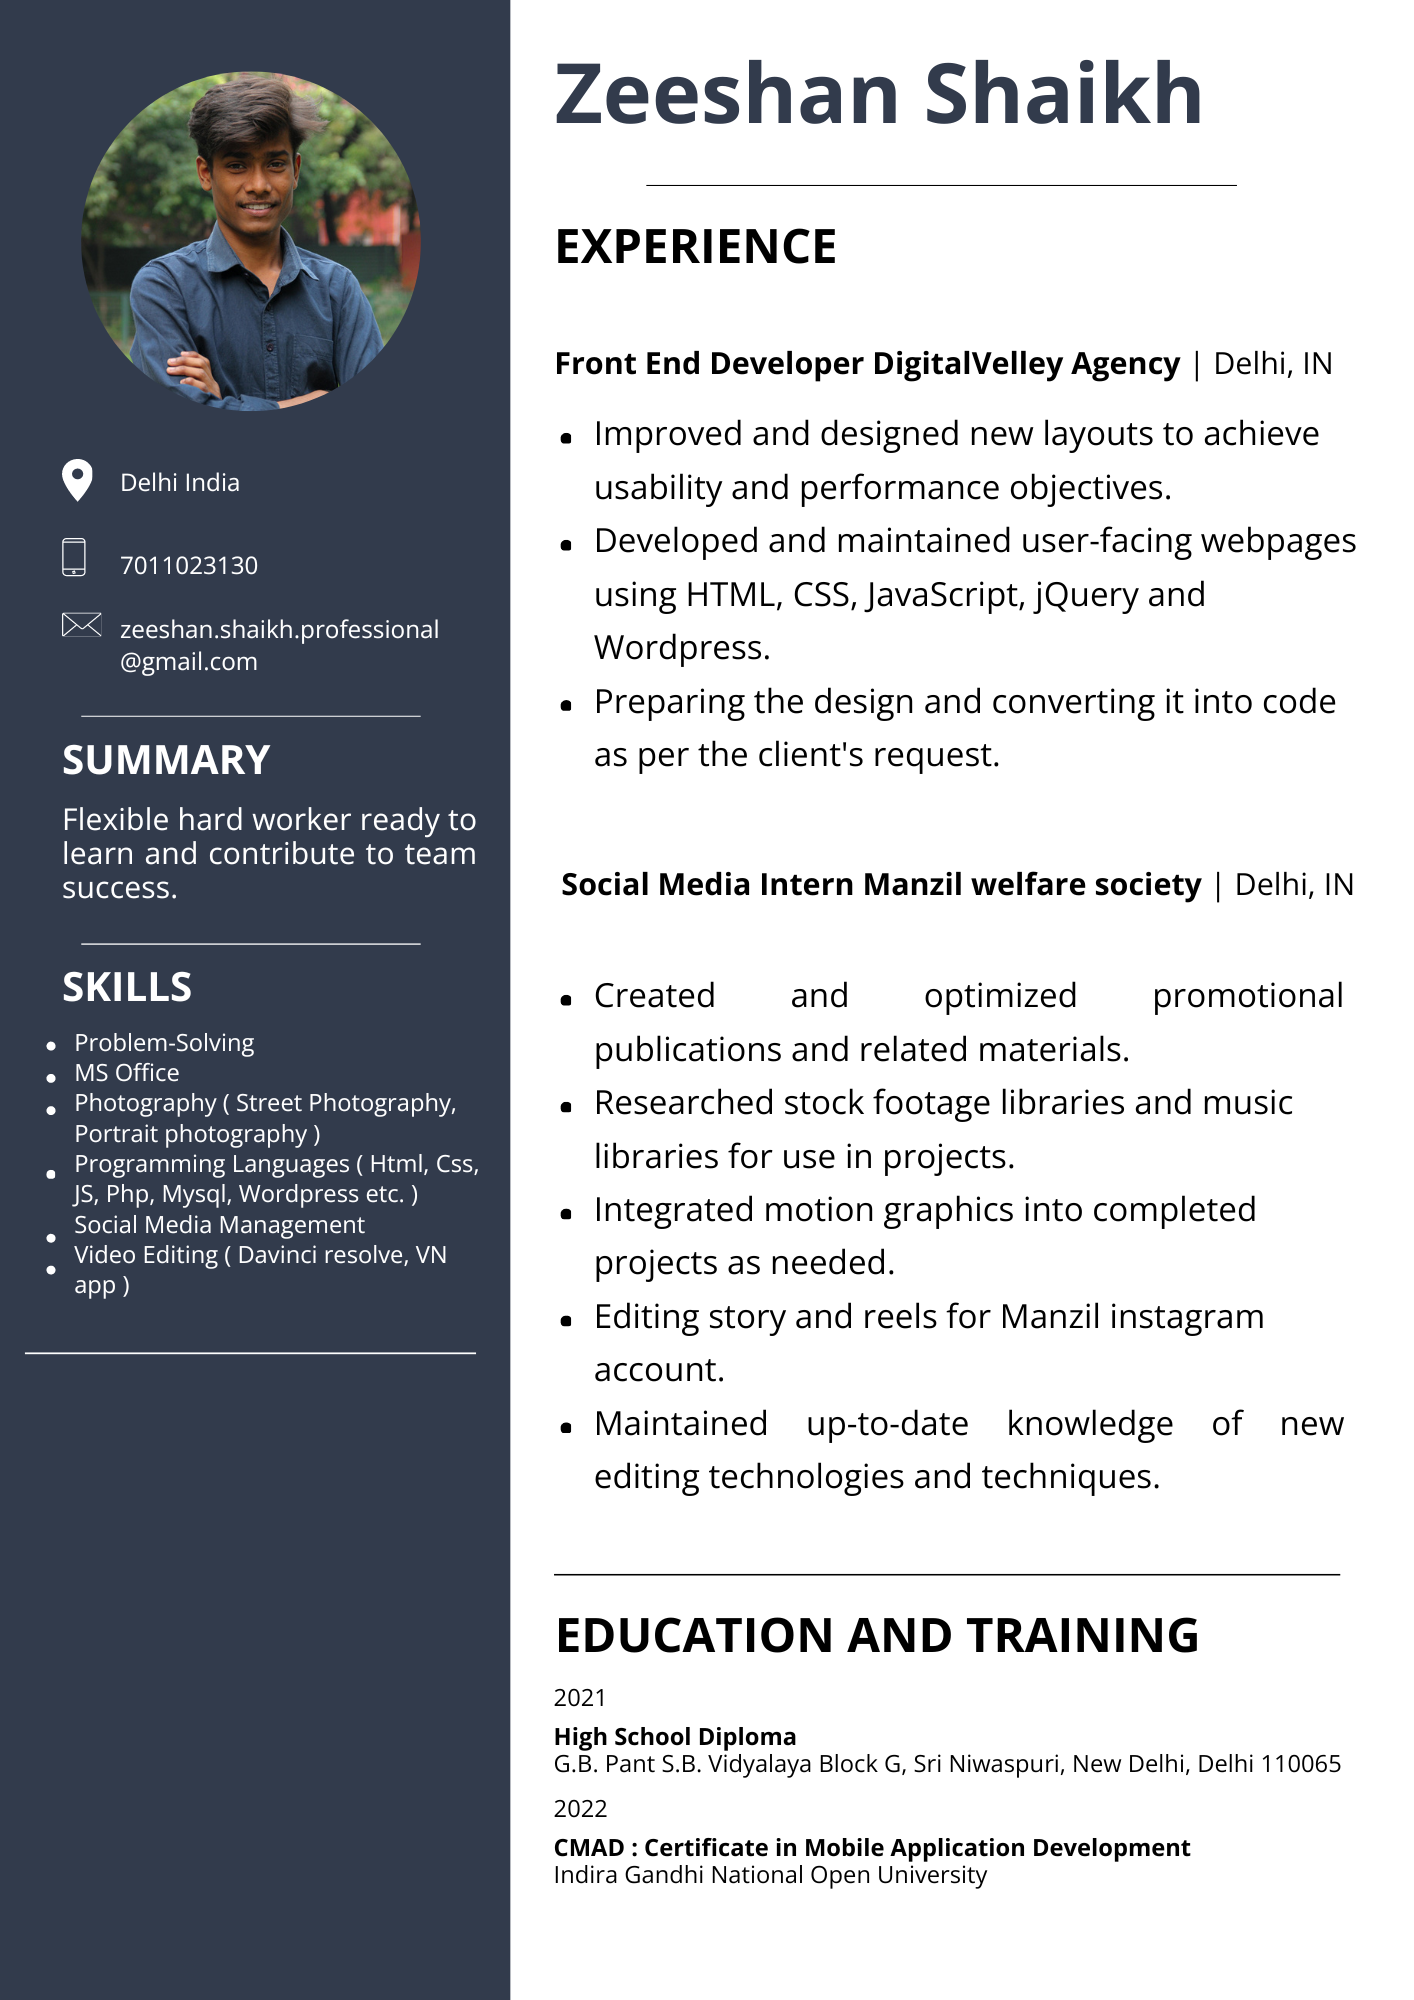 Zeeshan Shaikh
Delhi India
7011023130
zeeshan.shaikh.professional
@gmail.com
SUMMARY
Flexible hard worker ready to
learn and contribute to team
success.
SKILLS
Problem-Solving
MS Office
Photography ( Street Photography,
Portrait photography )
Programming Languages ( Html, Css,
JS, Php, Mysql, Wordpress etc. )
Social Media Management
Video Editing ( Davinci resolve, VN
app )
EXPERIENCE
Front End Developer DigitalVelley Agency | Delhi, IN
Improved and designed new layouts to achieve
usability and performance objectives.
Developed and maintained user-facing webpages
using HTML, CSS, JavaScript, jQuery and
Wordpress.
Preparing the design and converting it into code
as per the client's request.
Social Media Intern Manzil welfare society | Delhi, IN
Created and optimized promotional
publications and related materials.
Researched stock footage libraries and music
libraries for use in projects.
Integrated motion graphics into completed
projects as needed.
Editing story and reels for Manzil instagram
account.
Maintained up-to-date knowledge of new
editing technologies and techniques.
EDUCATION AND TRAINING
2021
High School Diploma
G.B. Pant S.B. Vidyalaya Block G, Sri Niwaspuri, New Delhi, Delhi 110065
2022
CMAD : Certificate in Mobile Application Development
Indira Gandhi National Open University